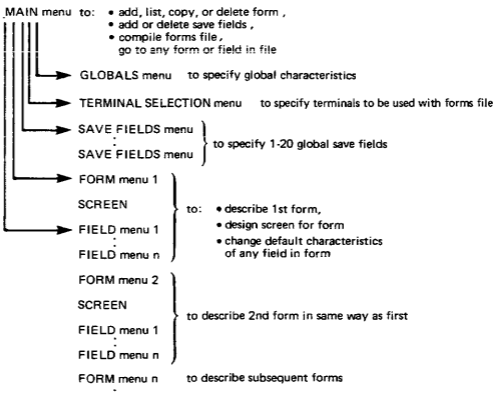 MAIN menu to: • add, list, copy, or delete form,
• add or delete save fields,
• compile forms file,
go to any form or field in file
GLOBALS menu to specify global characteristics
TERMINAL SELECTION menu to specify terminals to be used with forms file
SAVE FIELDS menu
:
SAVE FIELDS menu
to specify 1-20 global save fields
FORM menu 1
SCREEN
FIELD menu 1
:
FIELD menu n
to: • describe 1st form,
• design screen for form
• change default characteristics
of any field in form
FORM menu 2
SCREEN
FIELD menu 1
:
FIELD menu n
to describe 2nd form in same way as first
FORM menu n to describe subsequent forms